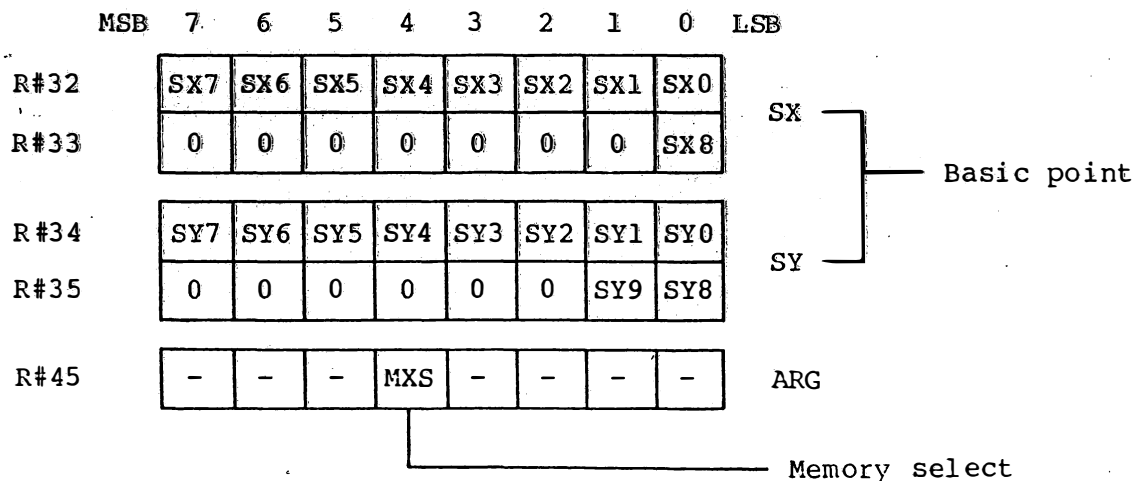 MSB 7 6 5 4 3 2 1 0 LSB
R#32 SX7 SX6 SX5 SX4 SX3 SX2 SX1 SX0
SX
R#33 0 0 0 0 0 0 0 SX8
Basic point
R#34 SY7 SY6 SY5 SY4 SY3 SY2 SY1 SY0
SY
R#35 0 0 0 0 0 0 SY9 SY8
R#45 - - - MXS - - - - ARG
Memory select